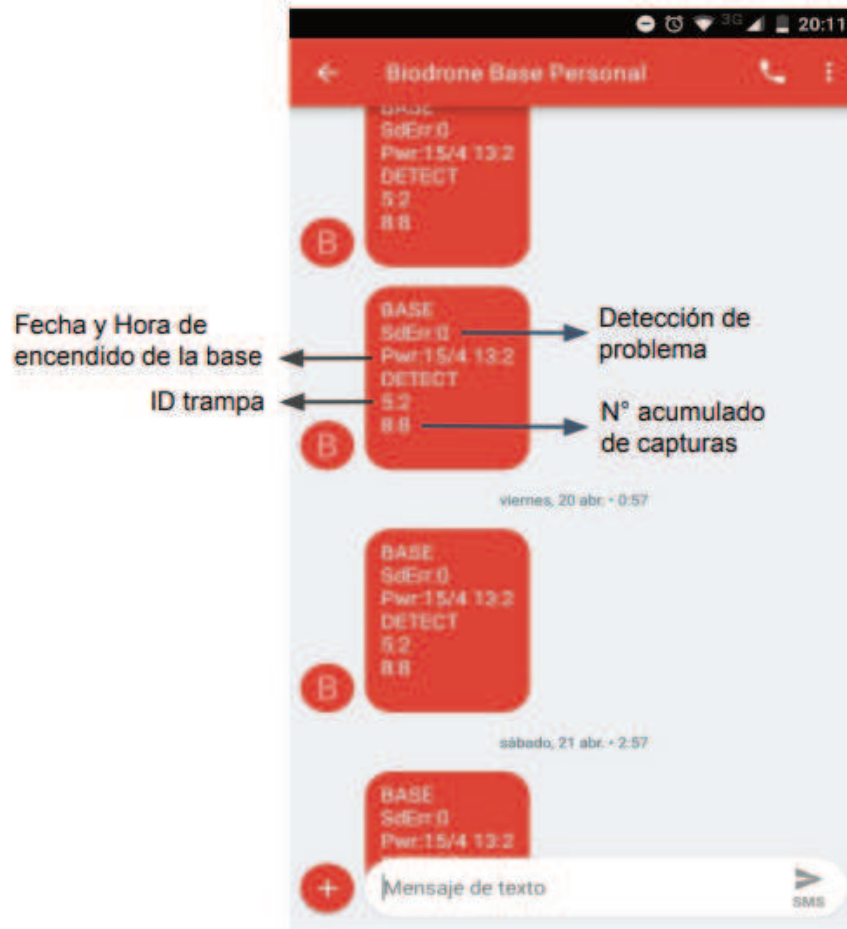 3G 20:11
Biodrone Base Personal
BASE
SdErr:0
Pwr:15/4 13:2
DETECT
5:2
8:8
B
Fecha y Hora de
encendido de la base
ID trampa
BASE
SdErr:0
Pwr:15/4 13:2
DETECT
5:2
8:8
B
Detección de
problema
N° acumulado
de capturas
viernes, 20 abr. • 0:57
BASE
SdErr:0
Pwr:15/4 13:2
DETECT
5:2
8:8
B
sábado, 21 abr. • 2:57
BASE
SdErr:0
Pwr:15/4 13:2
Mensaje de texto
SMS